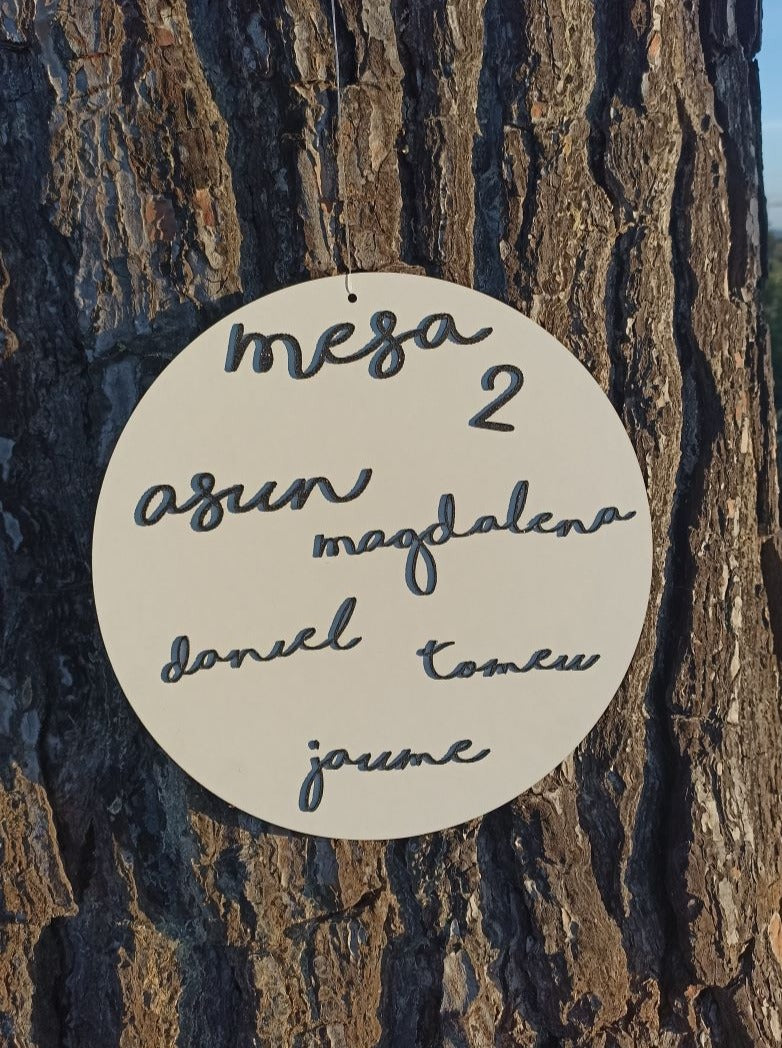 mesa
2
asun
magdalena
daniel
tomeu
jaume